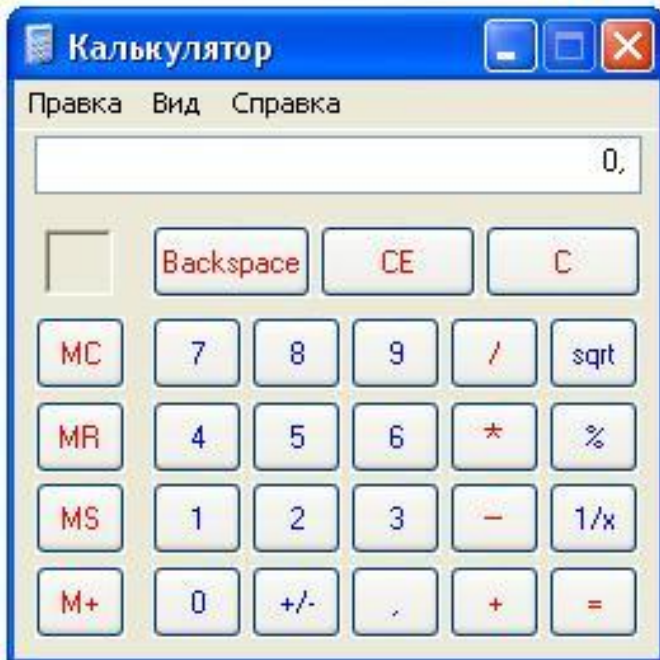 Калькулятор
Правка Вид Справка
0,
Backspace CE C
MC 7 8 9 / sqrt
MR 4 5 6 * %
MS 1 2 3 - 1/x
M+ 0 +/- , + =